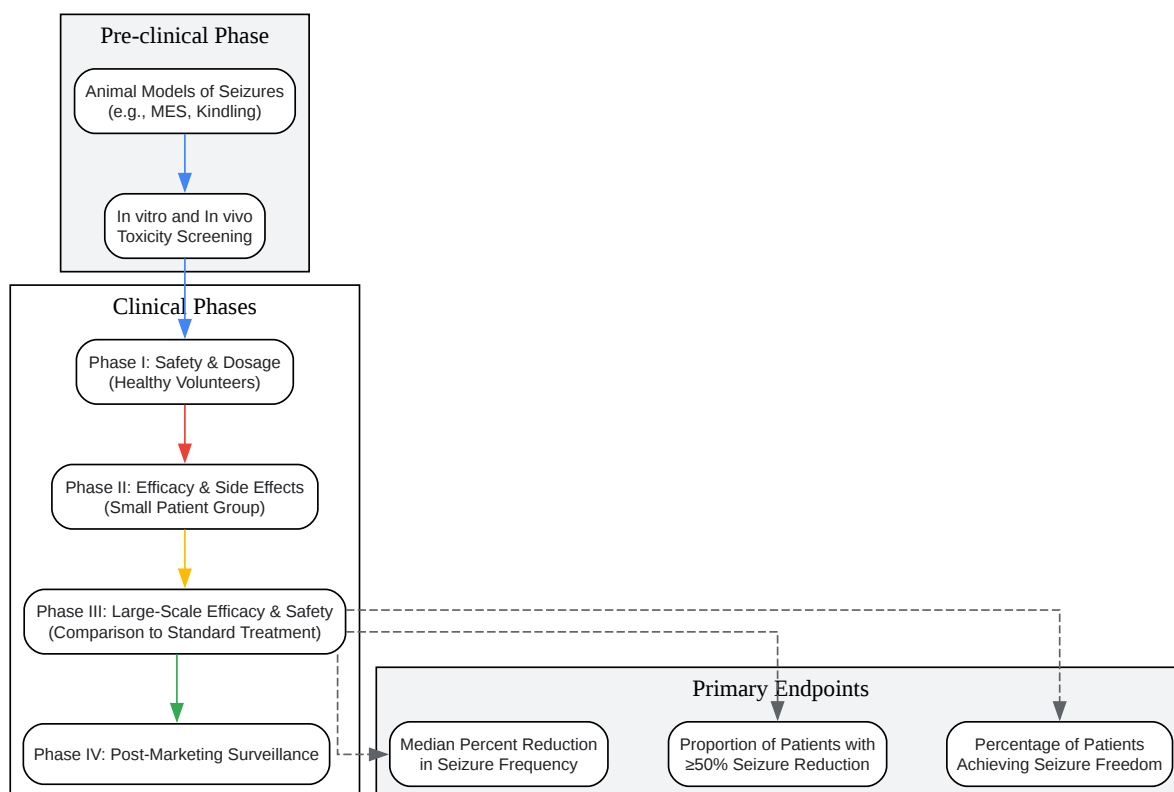 Pre-clinical Phase
Animal Models of Seizures
(e.g., MES, Kindling)
In vitro and In vivo
Toxicity Screening
Clinical Phases
Phase I: Safety & Dosage
(Healthy Volunteers)
Phase II: Efficacy & Side Effects
(Small Patient Group)
Phase III: Large-Scale Efficacy & Safety
(Comparison to Standard Treatment)
Phase IV: Post-Marketing Surveillance
Primary Endpoints
Median Percent Reduction
in Seizure Frequency
Proportion of Patients with
≥50% Seizure Reduction
Percentage of Patients
Achieving Seizure Freedom